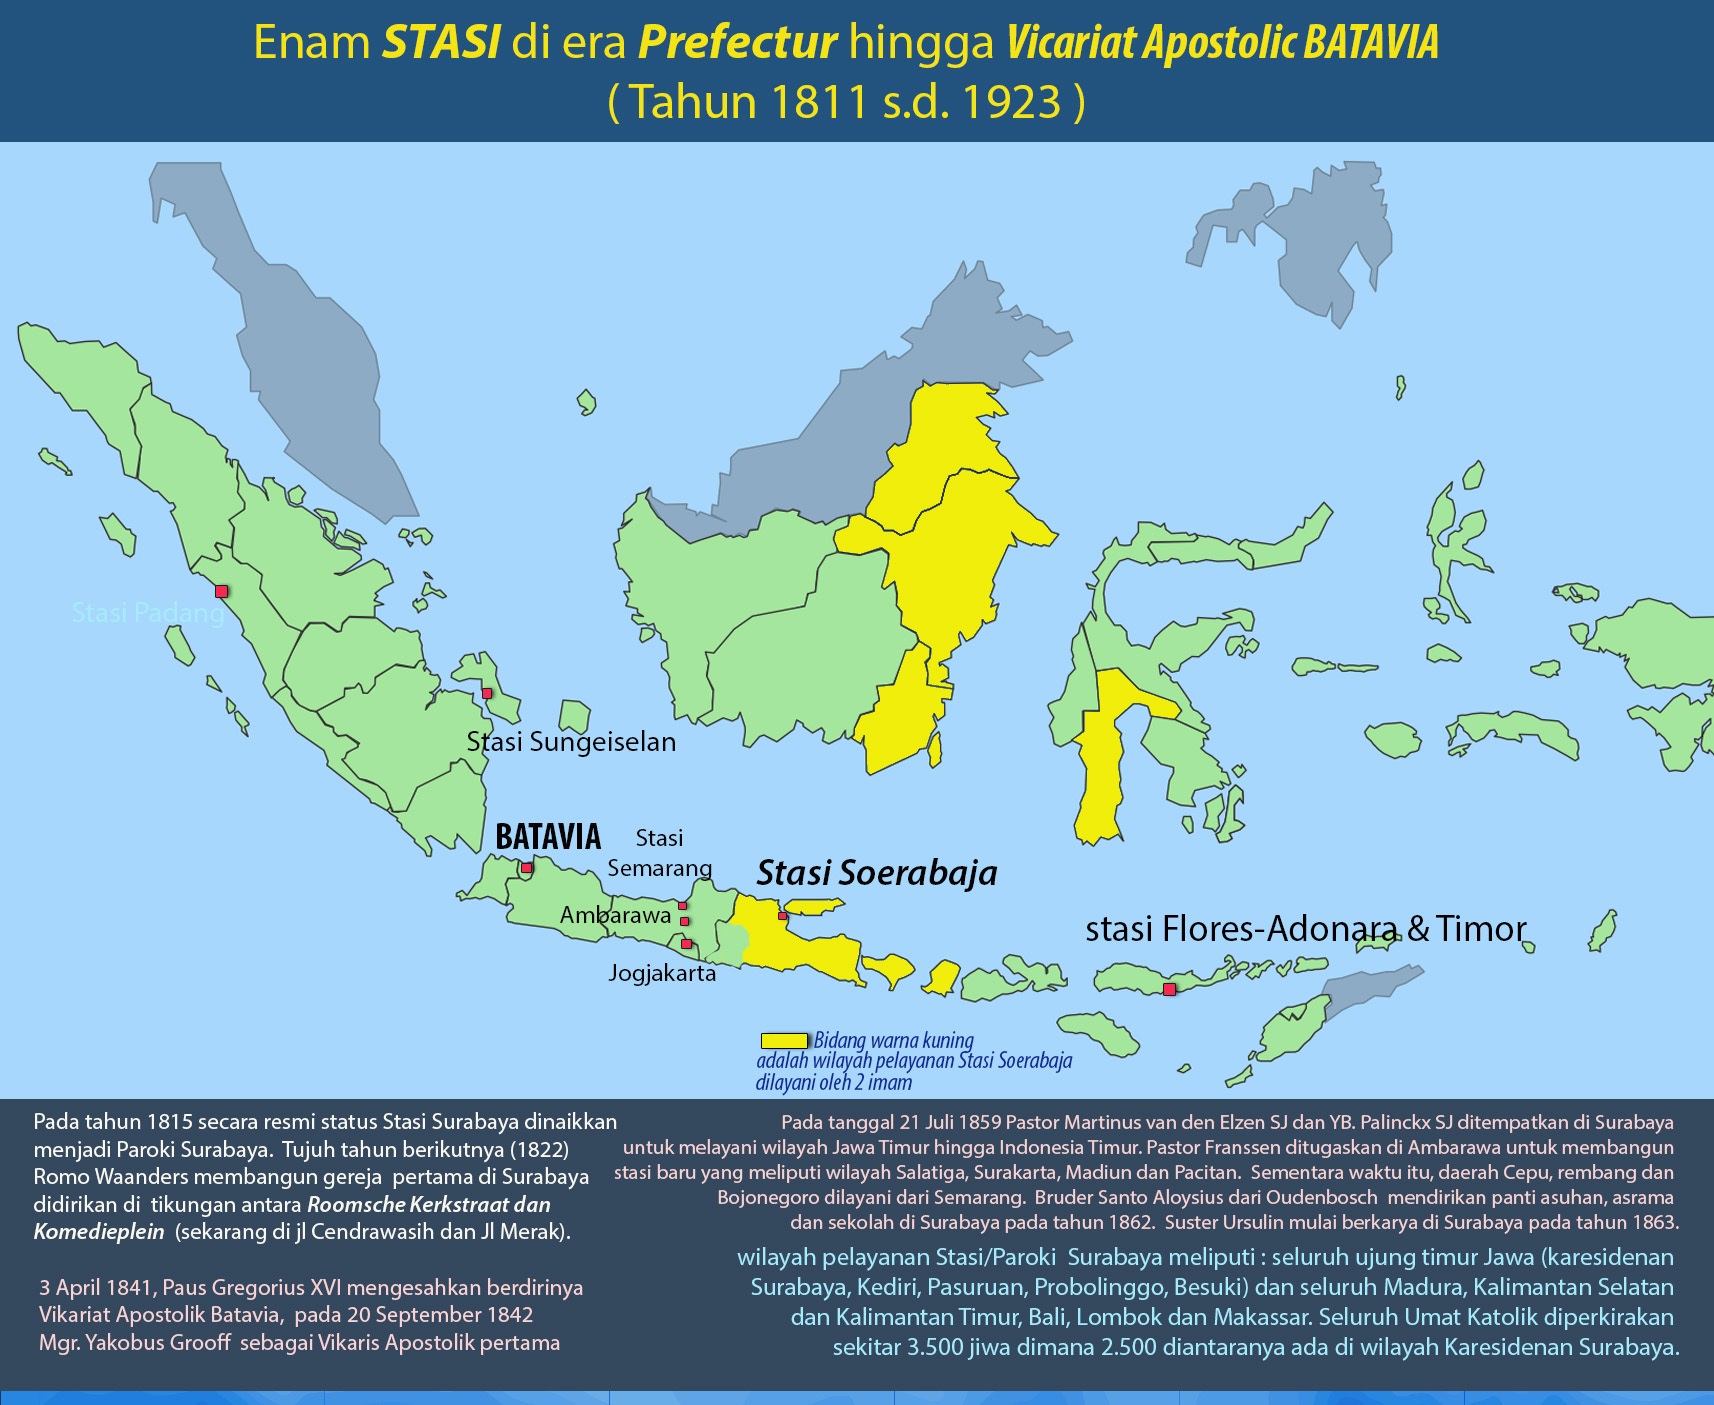 Enam STASI di era Prefectur hingga Vicariat Apostolic BATAVIA
( Tahun 1811 s.d. 1923 )
Stasi Padang
Stasi Sungeiselan
BATAVIA
Stasi
Semarang
Stasi Soerabaja
Ambarawa
Jogjakarta
stasi Flores-Adonara & Timor
Bidang warna kuning
adalah wilayah pelayanan Stasi Soerabaja
dilayani oleh 2 imam
Pada tahun 1815 secara resmi status Stasi Surabaya dinaikkan
menjadi Paroki Surabaya. Tujuh tahun berikutnya (1822)
Romo Waanders membangun gereja pertama di Surabaya
didirikan di tikungan antara Roomsche Kerkstraat dan
Komedieplein (sekarang di jl Cendrawasih dan Jl Merak).
3 April 1841, Paus Gregorius XVI mengesahkan berdirinya
Vikariat Apostolik Batavia, pada 20 September 1842
Mgr. Yakobus Grooff sebagai Vikaris Apostolik pertama
Pada tanggal 21 Juli 1859 Pastor Martinus van den Elzen SJ dan YB. Palinckx SJ ditempatkan di Surabaya
untuk melayani wilayah Jawa Timur hingga Indonesia Timur. Pastor Franssen ditugaskan di Ambarawa untuk membangun
stasi baru yang meliputi wilayah Salatiga, Surakarta, Madiun dan Pacitan. Sementara waktu itu, daerah Cepu, rembang dan
Bojonegoro dilayani dari Semarang. Bruder Santo Aloysius dari Oudenbosch mendirikan panti asuhan, asrama
dan sekolah di Surabaya pada tahun 1862. Suster Ursulin mulai berkarya di Surabaya pada tahun 1863.
wilayah pelayanan Stasi/Paroki Surabaya meliputi : seluruh ujung timur Jawa (karesidenan
Surabaya, Kediri, Pasuruan, Probolinggo, Besuki) dan seluruh Madura, Kalimantan Selatan
dan Kalimantan Timur, Bali, Lombok dan Makassar. Seluruh Umat Katolik diperkirakan
sekitar 3.500 jiwa dimana 2.500 diantaranya ada di wilayah Karesidenan Surabaya.